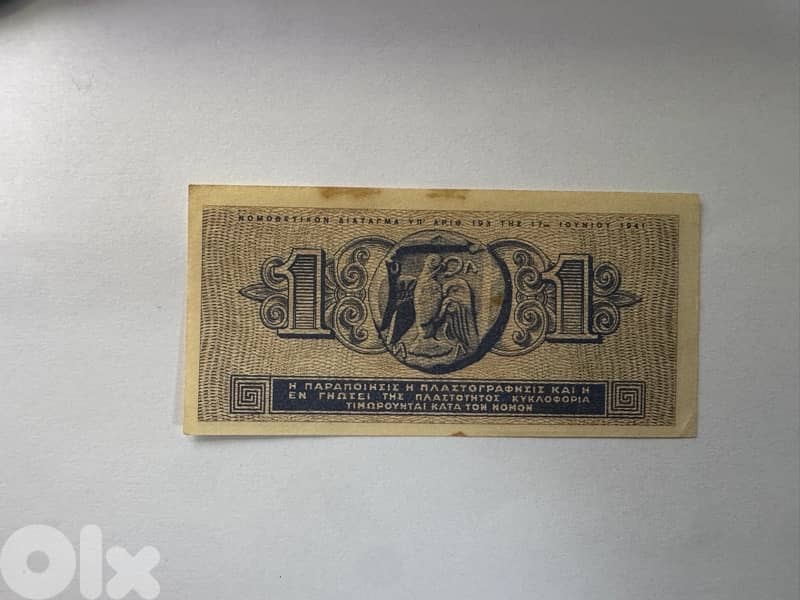 ΝΟΜΟΘΕΤΙΚΟΝ ΔΙΑΤΑΓΜΑ ΥΠ' ΑΡΙΘ. 193 ΤΗΣ 17ης ΙΟΥΝΙΟΥ 1941
1 1
Η ΠΑΡΑΠΟΙΗΣΙΣ Η ΠΛΑΣΤΟΓΡΑΦΗΣΙΣ ΚΑΙ Η
ΕΝ ΓΝΩΣΕΙ ΤΗΣ ΠΛΑΣΤΟΤΗΤΟΣ ΚΥΚΛΟΦΟΡΙΑ
ΤΙΜΩΡΟΥΝΤΑΙ ΚΑΤΑ ΤΟΝ ΝΟΜΟΝ
olx